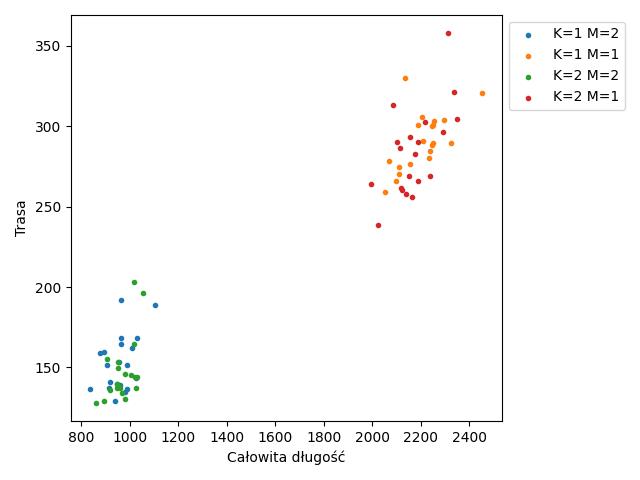 K=1 M=2
K=1 M=1
K=2 M=2
K=2 M=1
350
300
250
200
150
Trasa
800 1000 1200 1400 1600 1800 2000 2200 2400
Całowita długość